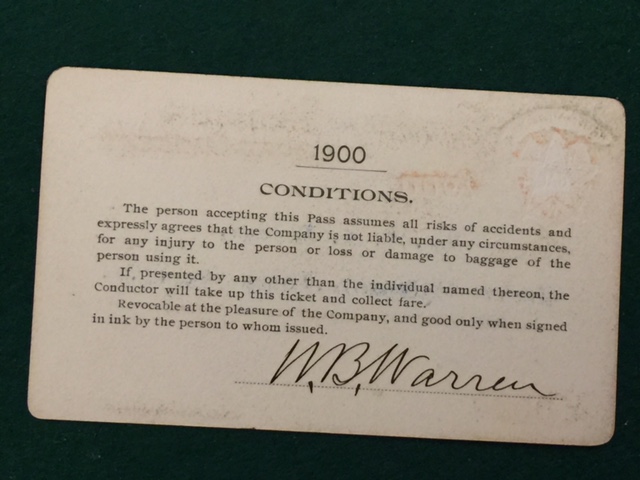 1900
CONDITIONS.
The person accepting this Pass assumes all risks of accidents and
expressly agrees that the Company is not liable, under any circumstances,
for any injury to the person or loss or damage to baggage of the
person using it.
If presented by any other than the individual named thereon, the
Conductor will take up this ticket and collect fare.
Revocable at the pleasure of the Company, and good only when signed
in ink by the person to whom issued.
W. B. Warren